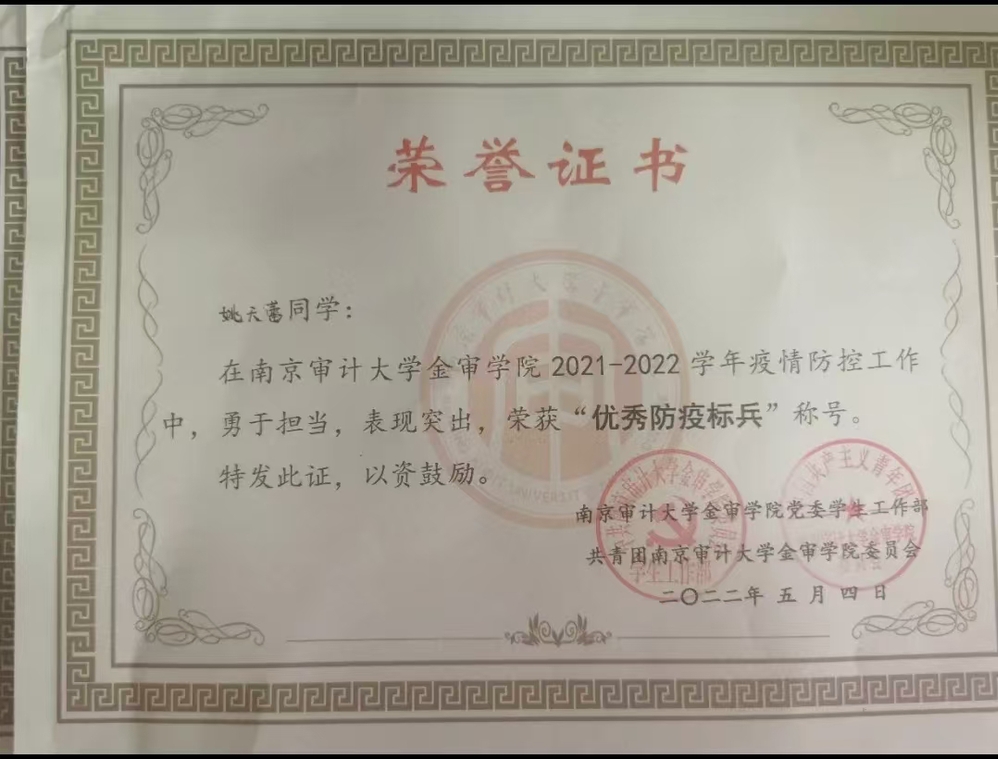 荣誉证书
姚天蕾同学：
在南京审计大学金审学院2021-2022学年疫情防控工作
中，勇于担当，表现突出，荣获“优秀防疫标兵”称号。
特发此证，以资鼓励。
南京审计大学金审学院党委学生工作部
共青团南京审计大学金审学院委员会
二〇二二年五月四日
学生工作部